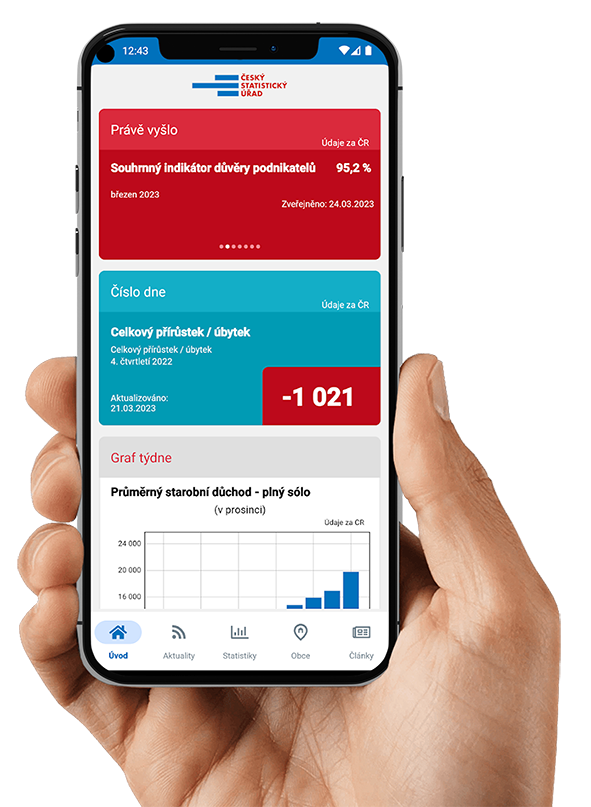 12:43
ČESKÝ
STATISTICKÝ
ÚŘAD
Právě vyšlo
Údaje za ČR
Souhrnný indikátor důvěry podnikatelů 95,2 %
březen 2023
Zveřejněno: 24.03.2023
Číslo dne
Údaje za ČR
Celkový přírůstek / úbytek
Celkový přírůstek / úbytek
4. čtvrtletí 2022
Aktualizováno:
21.03.2023
-1 021
Graf týdne
Průměrný starobní důchod - plný sólo
(v prosinci)
Údaje za ČR
24 000
20 000
16 000
Úvod Aktuality Statistiky Obce Články